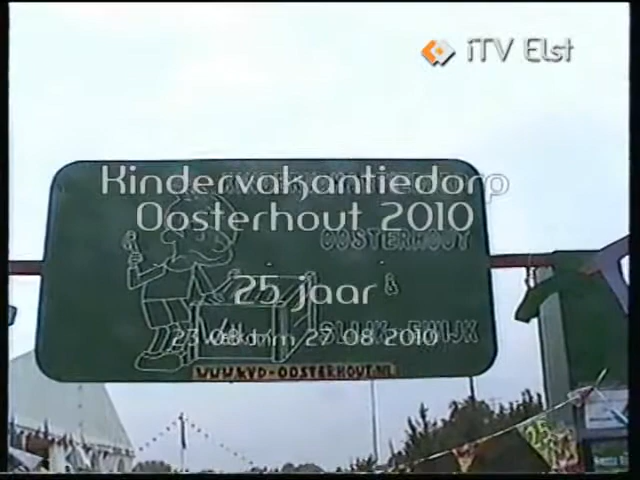 iTV Elst
Kindervakantiedorp
Oosterhout 2010
OOSTERHOUT
25 jaar
&
23.08 t/m 27.08.2010
SLIJK-EWIJK
WWW.KVD-OOSTERHOUT.NL